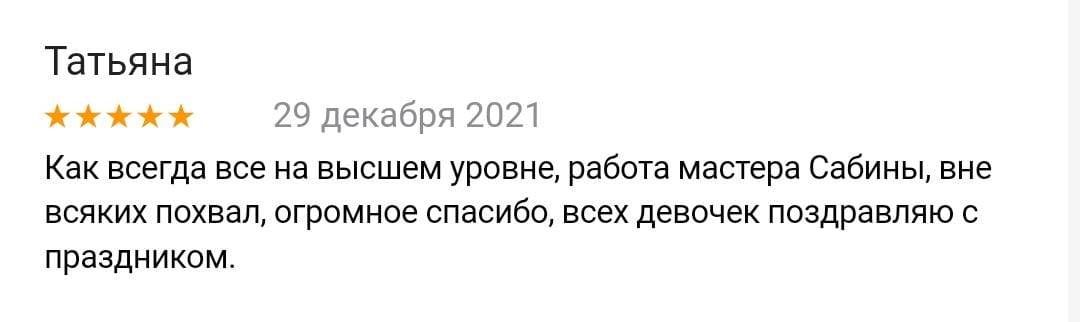 Татьяна
29 декабря 2021
Как всегда все на высшем уровне, работа мастера Сабины, вне
всяких похвал, огромное спасибо, всех девочек поздравляю с
праздником.